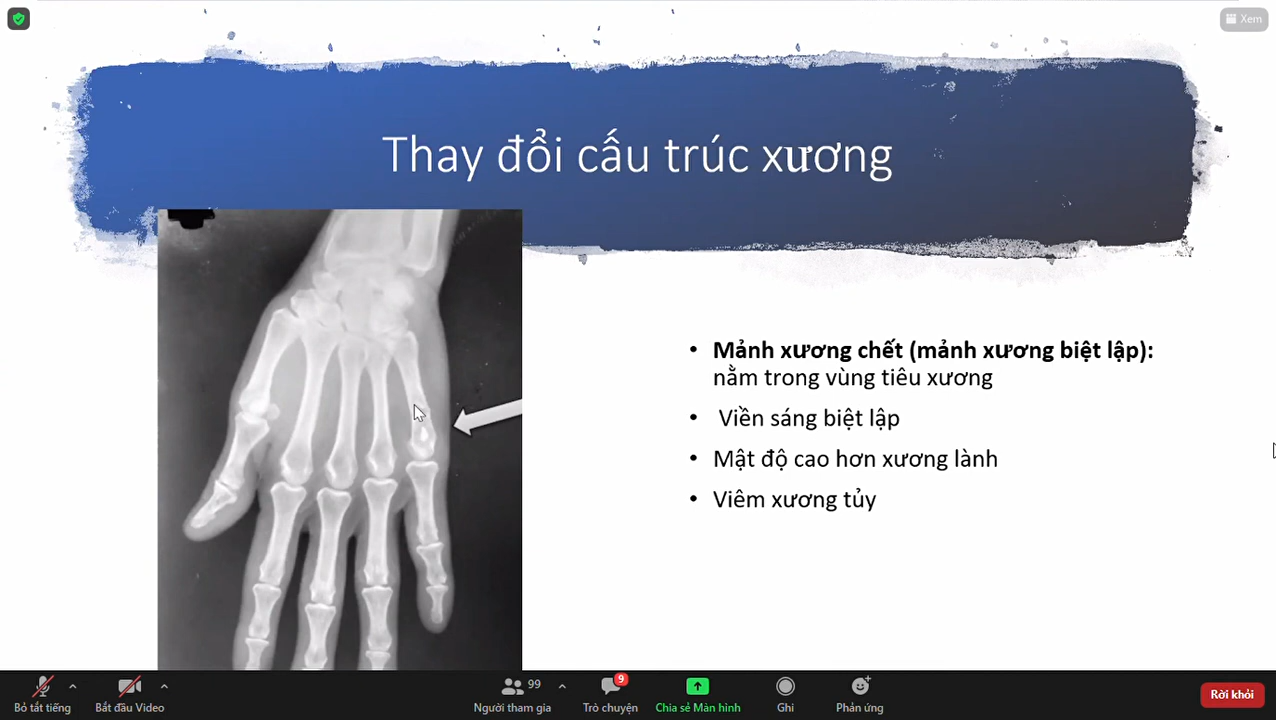 Xem
Thay đổi cấu trúc xương
• Mảnh xương chết (mảnh xương biệt lập):
nằm trong vùng tiêu xương
• Viền sáng biệt lập
• Mật độ cao hơn xương lành
• Viêm xương tủy
99
9
Bỏ tắt tiếng
Bắt đầu Video
Người tham gia
Trò chuyện
Chia sẻ Màn hình
Ghi
Phản ứng
Rời khỏi